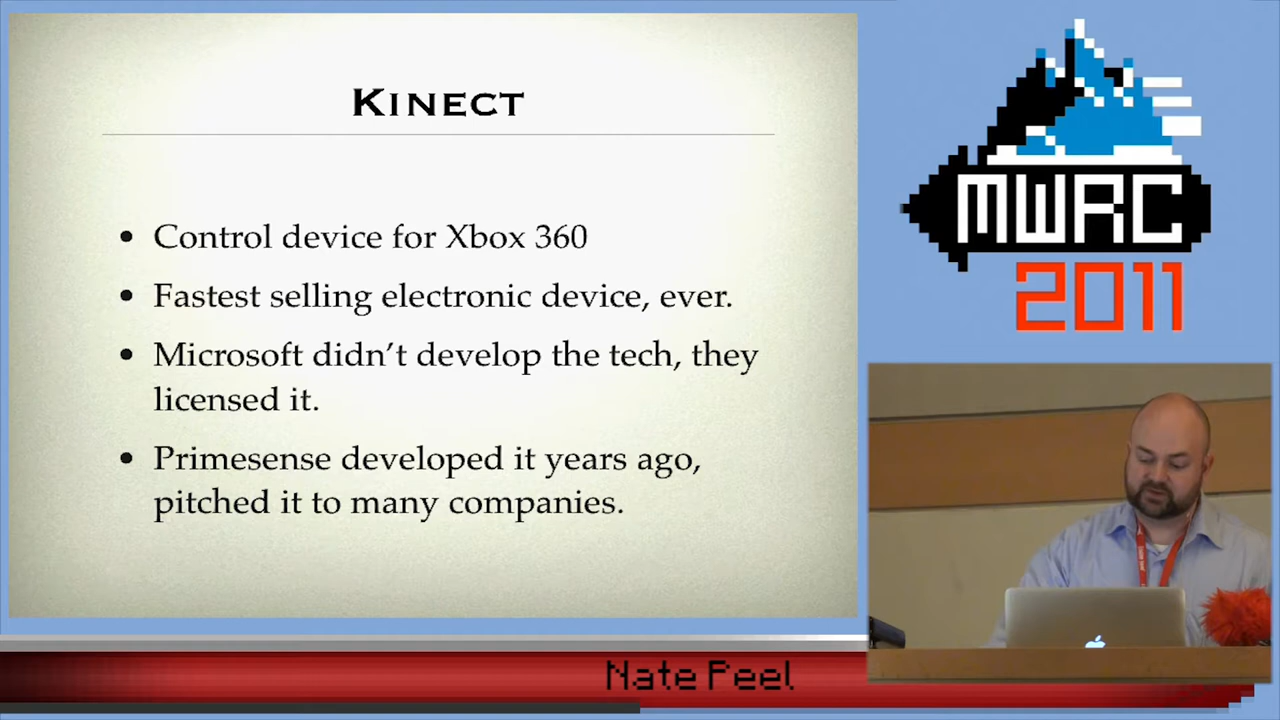 KINECT
• Control device for Xbox 360
• Fastest selling electronic device, ever.
• Microsoft didn't develop the tech, they
licensed it.
• Primesense developed it years ago,
pitched it to many companies.
MWRC
2011
Nate Peel